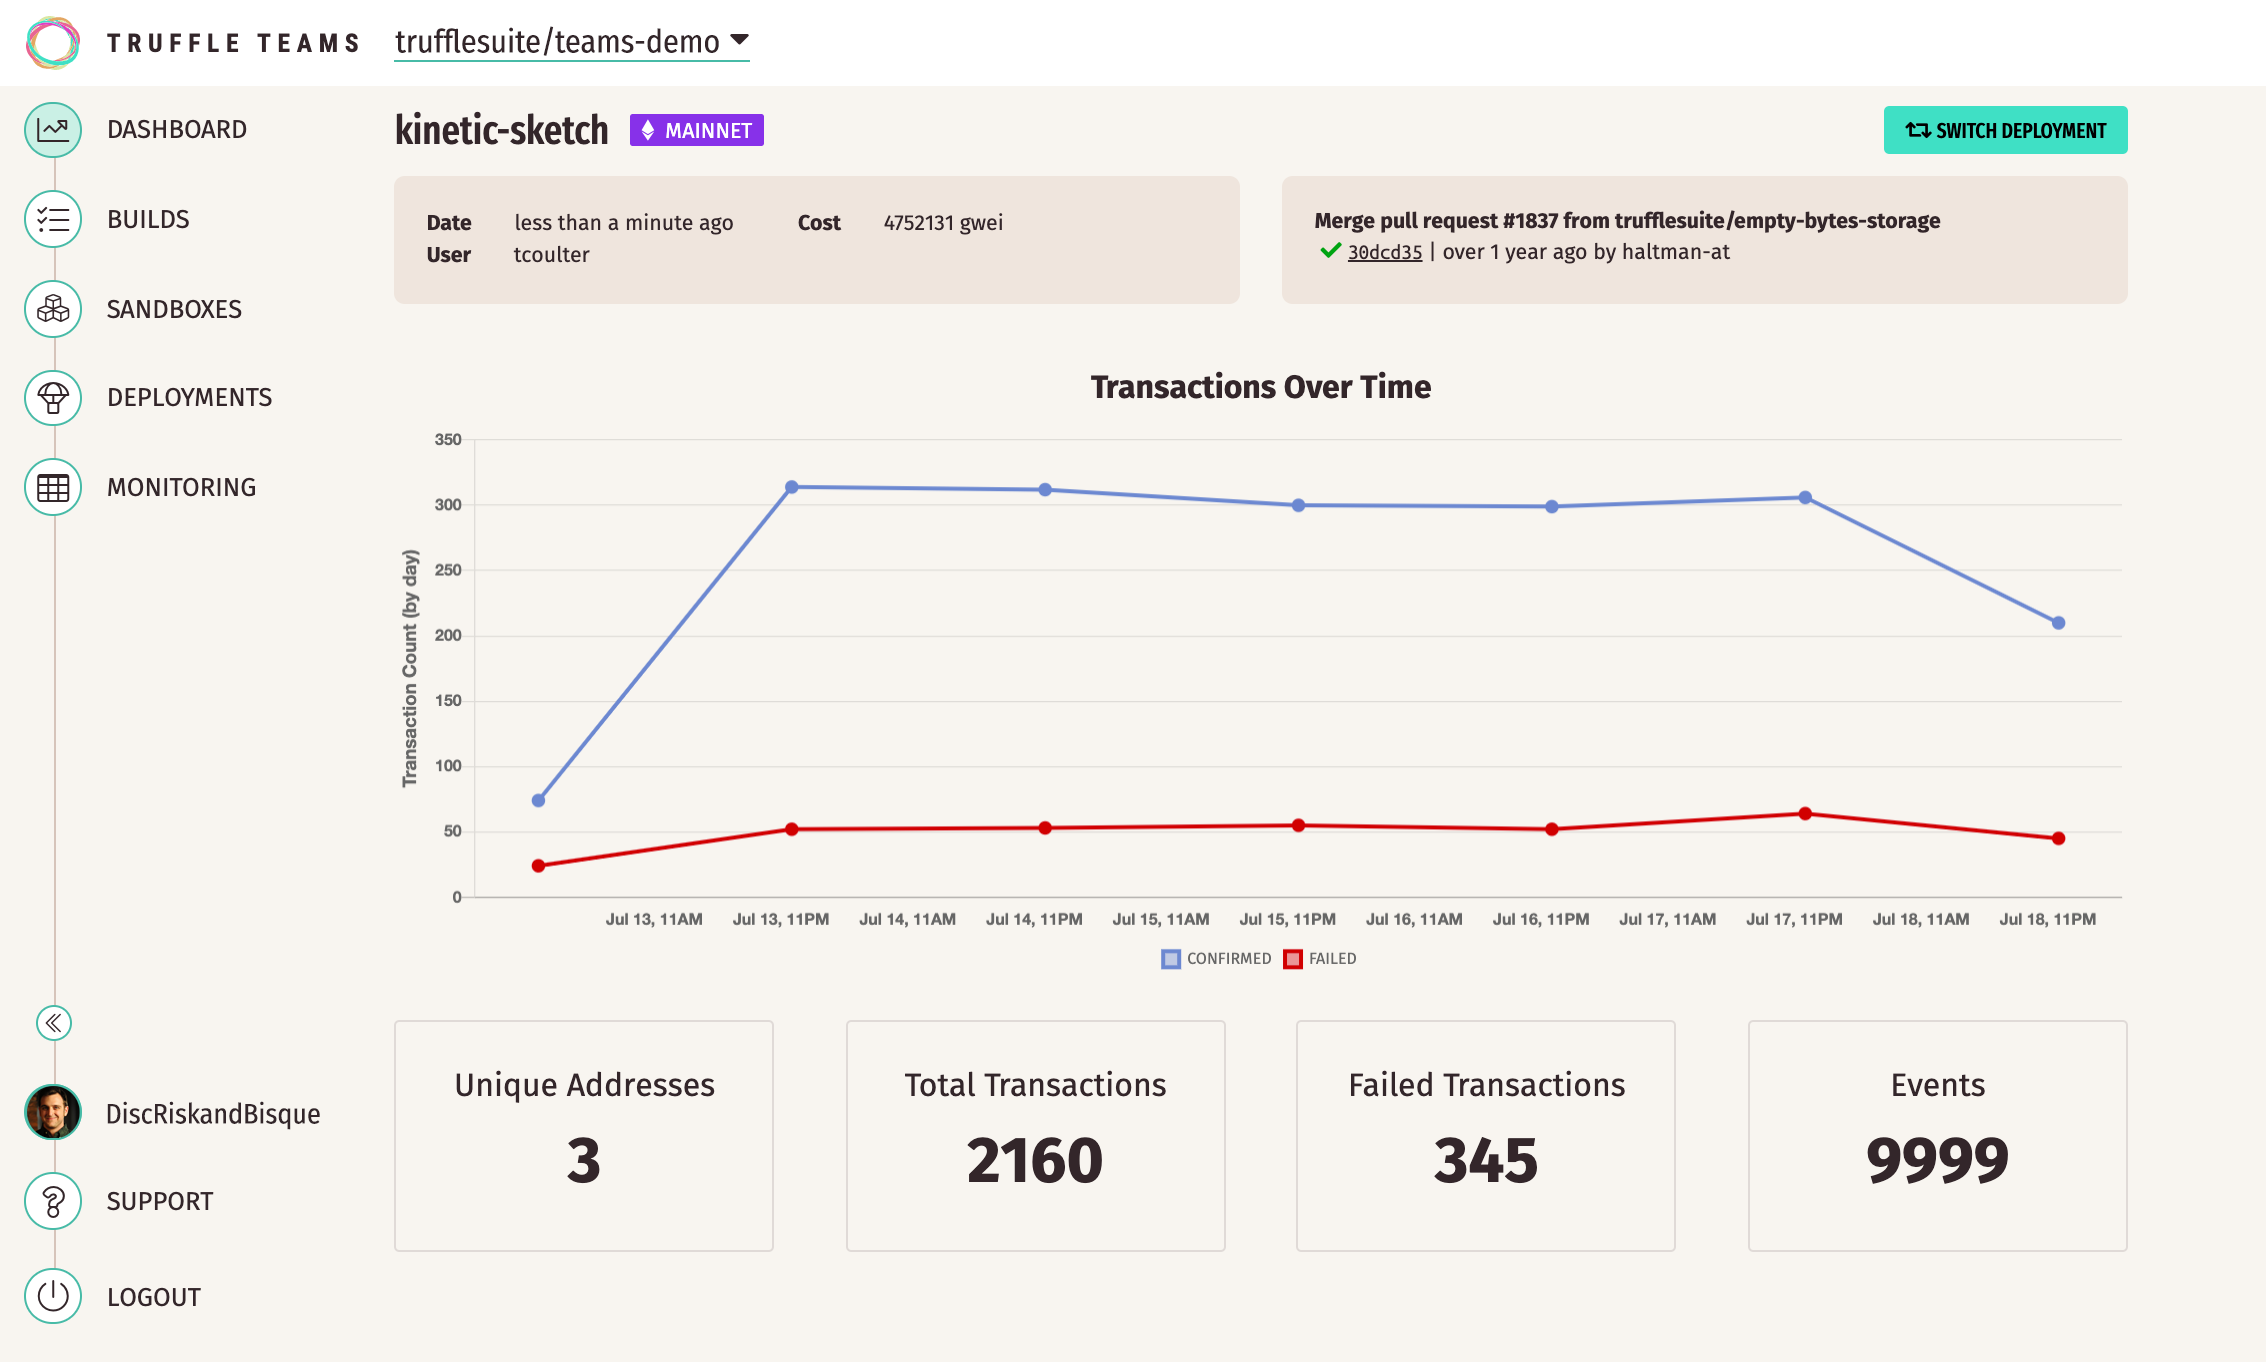 TRUFFLE TEAMS
trufflesuite/teams-demo
DASHBOARD
BUILDS
SANDBOXES
DEPLOYMENTS
MONITORING
DiscRiskandBisque
SUPPORT
LOGOUT
kinetic-sketch
MAINNET
SWITCH DEPLOYMENT
Date less than a minute ago Cost 4752131 gwei
User tcoulter
Merge pull request #1837 from trufflesuite/empty-bytes-storage
30dcd35 | over 1 year ago by haltman-at
Transactions Over Time
Transaction Count (by day)
350
300
250
200
150
100
50
0
Jul 13, 11AM Jul 13, 11PM Jul 14, 11AM Jul 14, 11PM Jul 15, 11AM Jul 15, 11PM Jul 16, 11AM Jul 16, 11PM Jul 17, 11AM Jul 17, 11PM Jul 18, 11AM Jul 18, 11PM
CONFIRMED FAILED
Unique Addresses
3
Total Transactions
2160
Failed Transactions
345
Events
9999